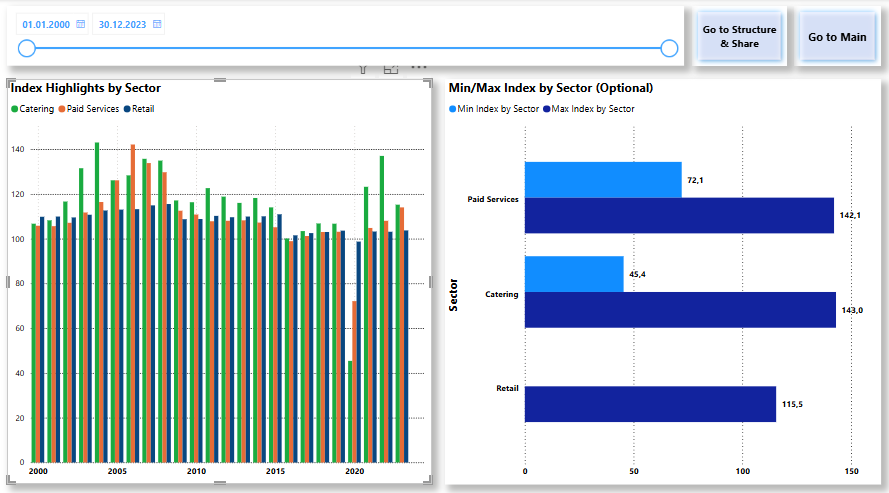 01.01.2000 30.12.2023
Go to Structure
& Share
Go to Main
Index Highlights by Sector
Catering Paid Services Retail
140
120
100
80
60
40
20
0
2000 2005 2010 2015 2020
Min/Max Index by Sector (Optional)
Min Index by Sector Max Index by Sector
Sector
Paid Services
72,1
142,1
Catering
45,4
143,0
Retail
115,5
0 50 100 150